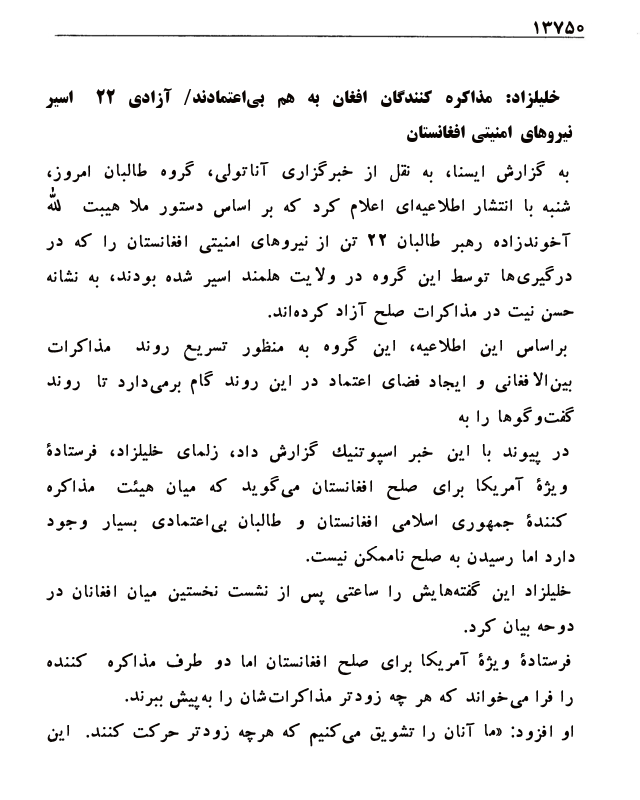 ۱۳۷۵۰
خلیلزاد: مذاکره کنندگان افغان به هم بی‌اعتمادند/ آزادی ۲۲ اسیر
نیروهای امنیتی افغانستان
به گزارش ایسنا، به نقل از خبرگزاری آناتولی، گروه طالبان امروز،
شنبه با انتشار اطلاعیه‌ای اعلام کرد که بر اساس دستور ملا هیبت الله
آخوندزاده رهبر طالبان ۲۲ تن از نیروهای امنیتی افغانستان را که در
درگیری‌ها توسط این گروه در ولایت هلمند اسیر شده بودند، به نشانه
حسن نیت در مذاکرات صلح آزاد کرده‌اند.
براساس این اطلاعیه، این گروه به منظور تسریع روند مذاکرات
بین‌الافغانی و ایجاد فضای اعتماد در این روند گام برمی‌دارد تا روند
گفت‌وگوها را به
در پیوند با این خبر اسپوتنیك گزارش داد، زلمای خلیلزاد، فرستادهٔ
ویژهٔ آمریکا برای صلح افغانستان می‌گوید که میان هیئت مذاکره
کنندهٔ جمهوری اسلامی افغانستان و طالبان بی‌اعتمادی بسیار وجود
دارد اما رسیدن به صلح ناممکن نیست.
خلیلزاد این گفته‌هایش را ساعتی پس از نشست نخستین میان افغانان در
دوحه بیان کرد.
فرستادهٔ ویژهٔ آمریکا برای صلح افغانستان اما دو طرف مذاکره کننده
را فرا می‌خواند که هر چه زودتر مذاکرات‌شان را به‌پیش ببرند.
او افزود: «ما آنان را تشویق می‌کنیم که هرچه زودتر حرکت کنند. این